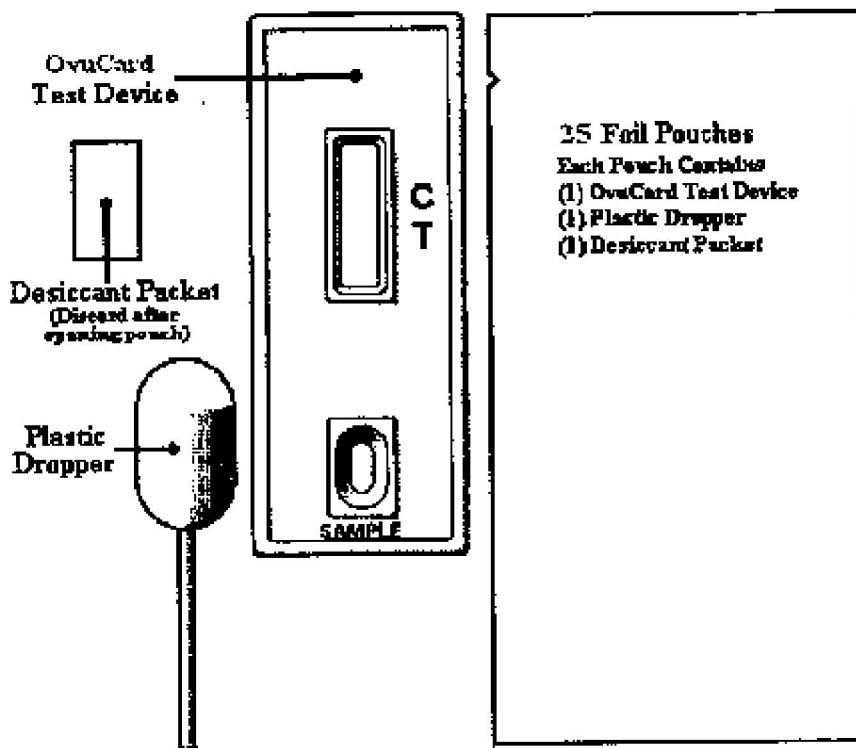 OvuCard
Test Device
Desiccant Packet
(Discard after
opening pouch)
Plastic
Dropper
C
T
SAMPLE
25 Foil Pouches
Each Pouch Contains
(1) OvuCard Test Device
(1) Plastic Dropper
(1) Desiccant Packet